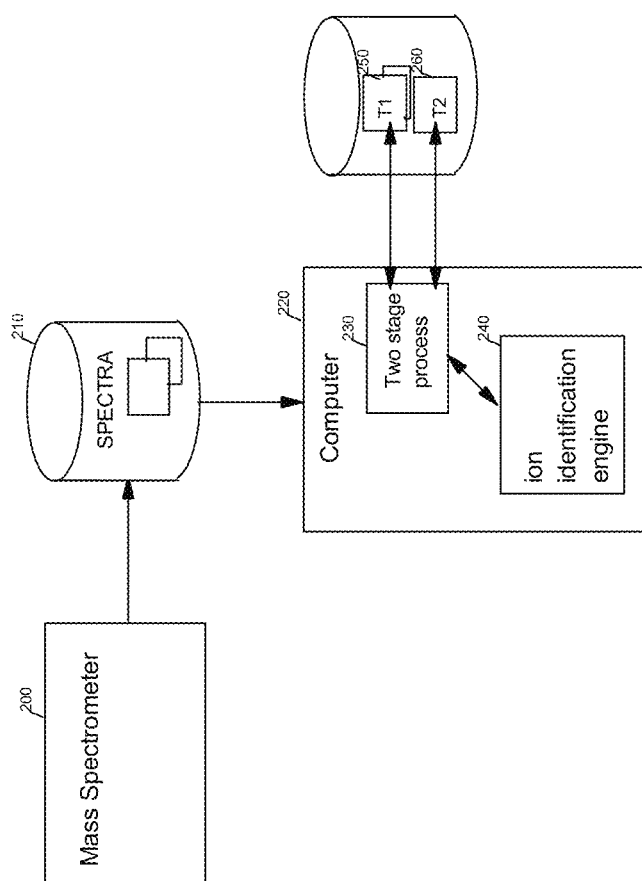 200
Mass Spectrometer
210
SPECTRA
220
Computer
230
Two stage
process
240
ion
identification
engine
250
T1
260
T2